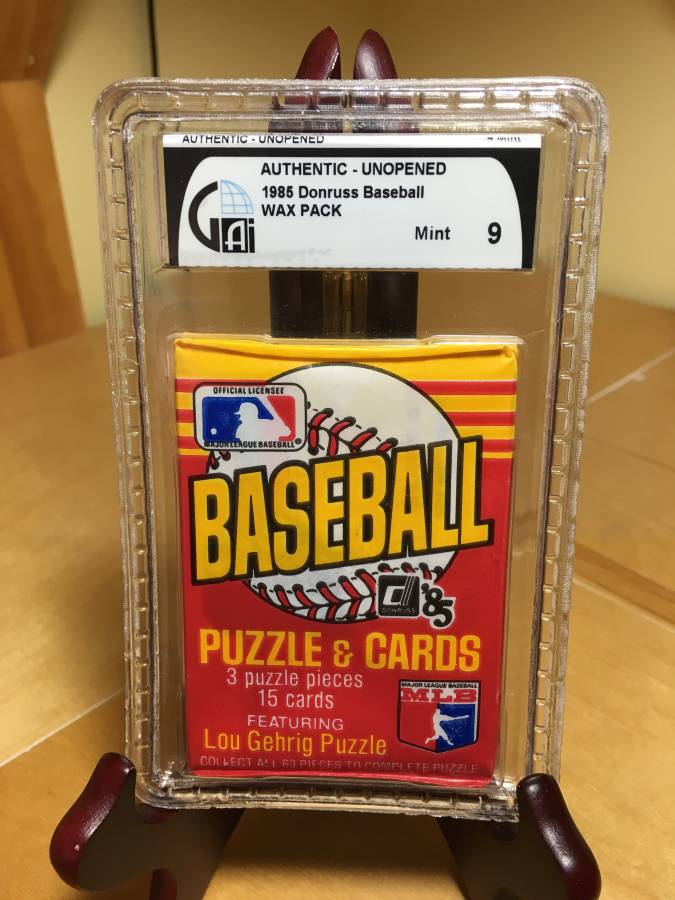 AUTHENTIC - UNOPENED
AUTHENTIC - UNOPENED
1985 Donruss Baseball
WAX PACK
GAi
Mint 9
OFFICIAL LICENSEE
MAJOR LEAGUE BASEBALL®
BASEBALL
DONRUSS
'85
PUZZLE & CARDS
3 puzzle pieces
15 cards
FEATURING
Lou Gehrig Puzzle
MAJOR LEAGUE BASEBALL
MLB
COLLECT ALL 63 PIECES TO COMPLETE PUZZLE